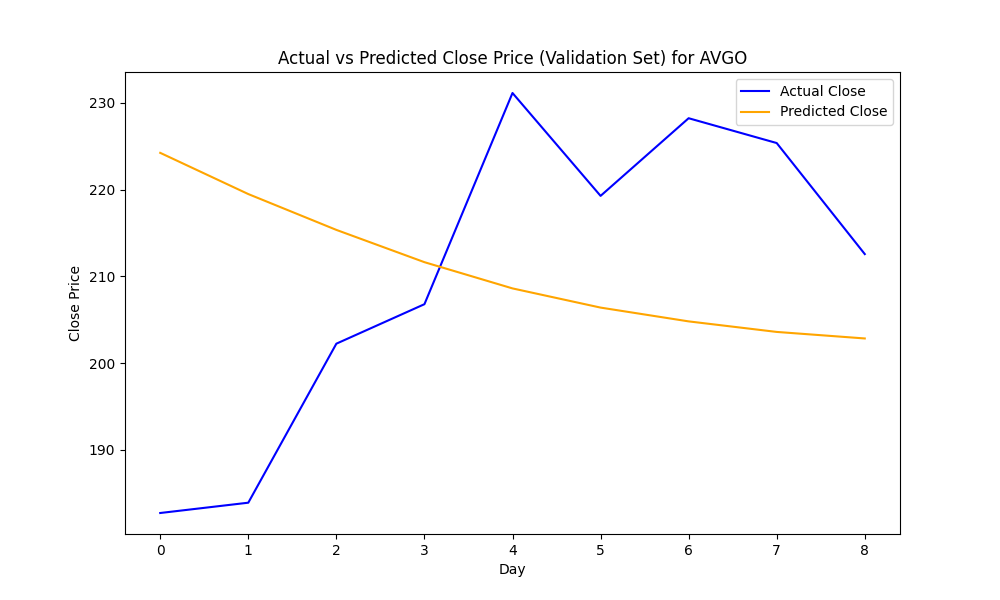 Actual vs Predicted Close Price (Validation Set) for AVGO
Actual Close
Predicted Close
Close Price
230
220
210
200
190
0 1 2 3 4 5 6 7 8
Day